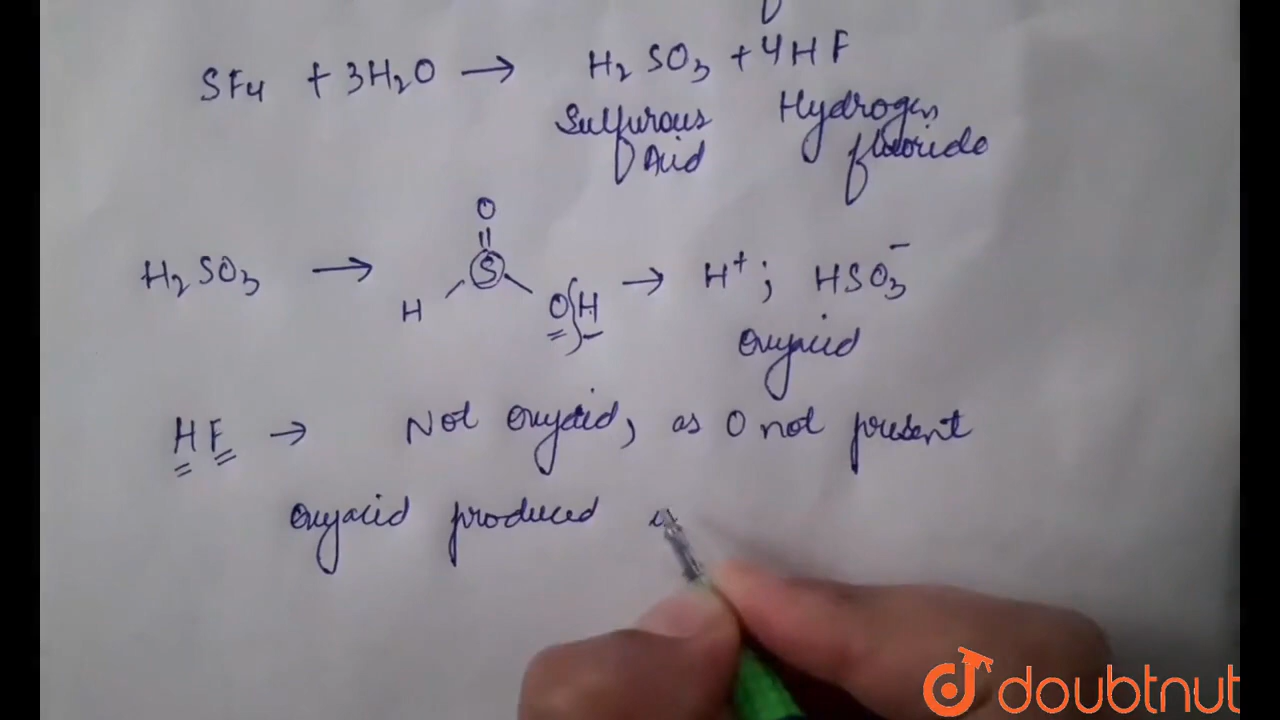 SF4 + 3H2O → H2SO3 + 4HF
Sulfurous Hydrogen
Acid fluoride
O
H2SO3 → S → H+ ; HSO3−
H OH
oxyacid
HF → Not oxyacid, as O not present
oxyacid produced is
doubtnut